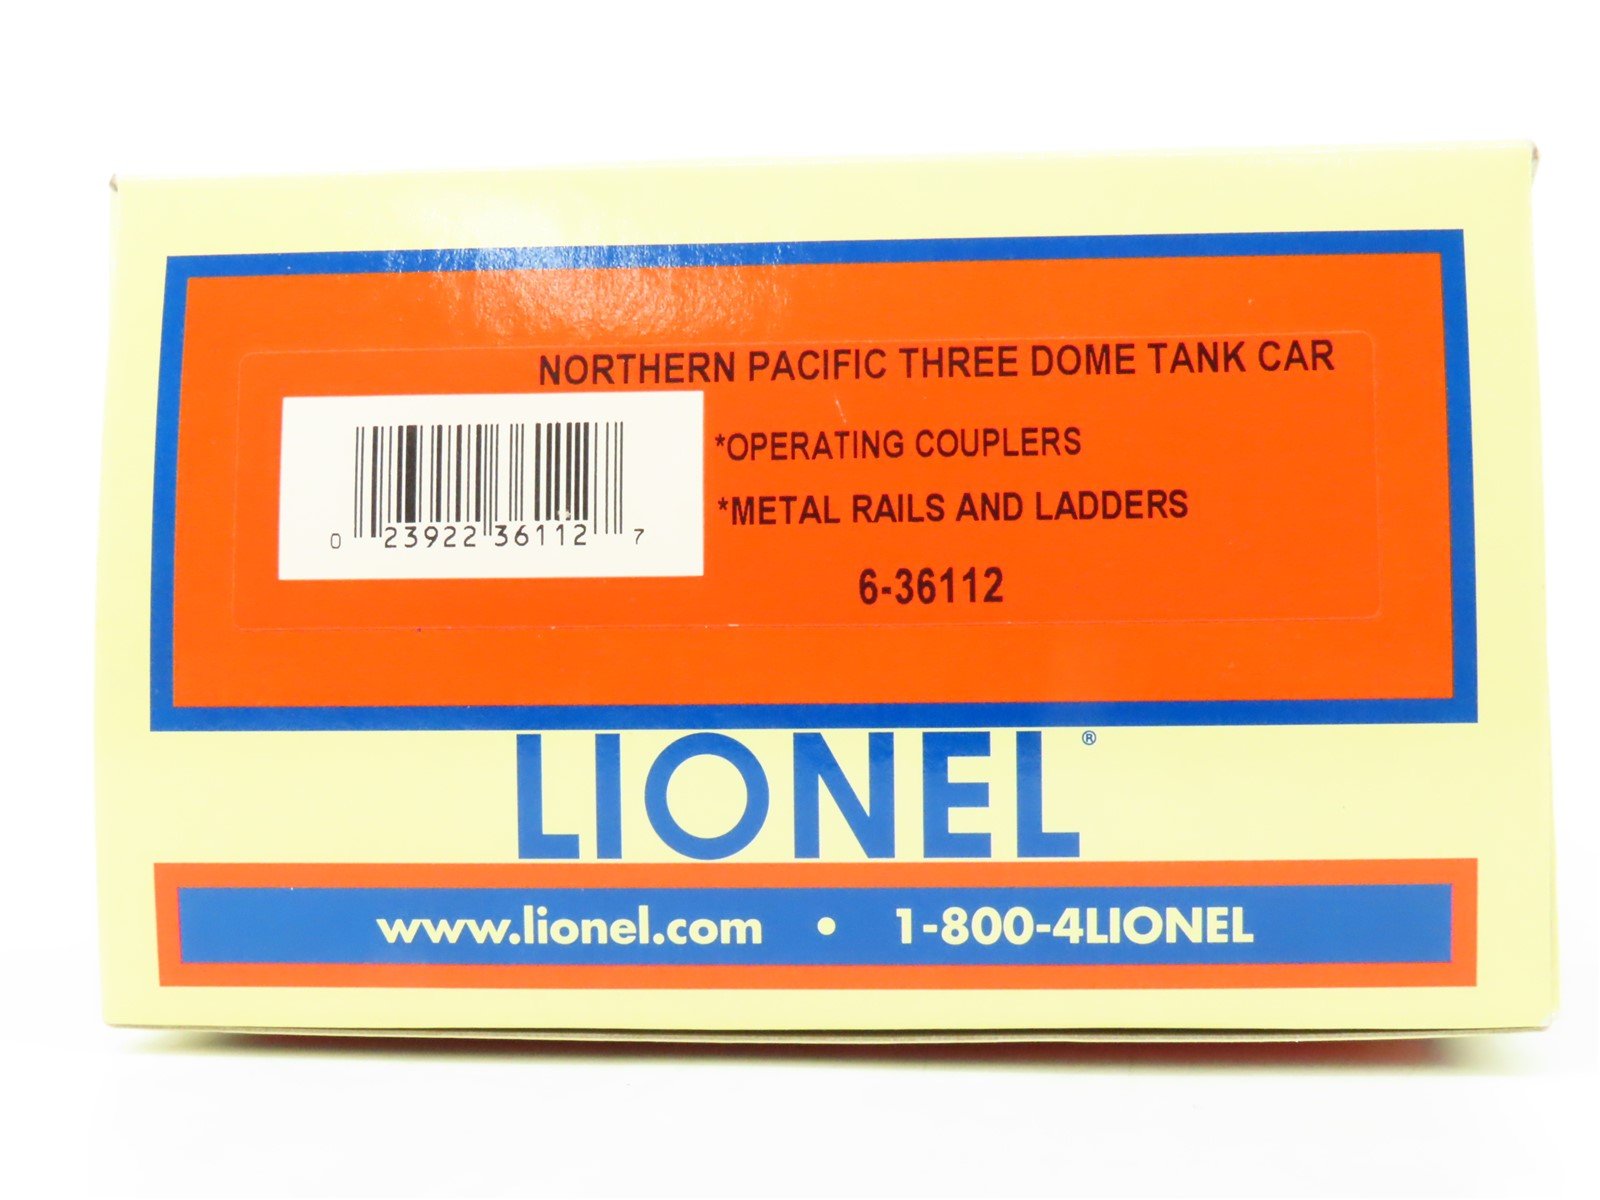 NORTHERN PACIFIC THREE DOME TANK CAR
*OPERATING COUPLERS
*METAL RAILS AND LADDERS
0 23922 36112 7
6-36112
LIONEL®
www.lionel.com • 1-800-4LIONEL